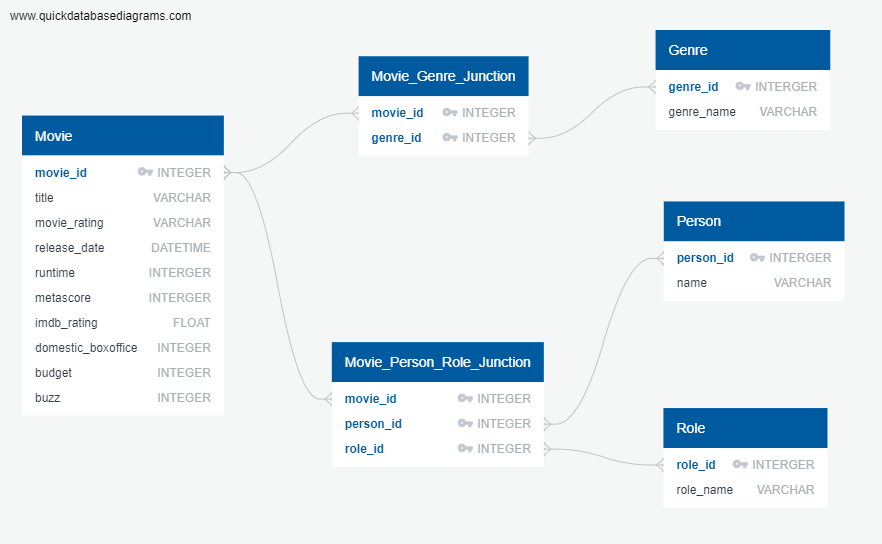 www.quickdatabasediagrams.com
Movie
movie_id INTEGER
title VARCHAR
movie_rating VARCHAR
release_date DATETIME
runtime INTERGER
metascore INTERGER
imdb_rating FLOAT
domestic_boxoffice INTEGER
budget INTEGER
buzz INTEGER
Movie_Genre_Junction
movie_id INTEGER
genre_id INTEGER
Genre
genre_id INTERGER
genre_name VARCHAR
Person
person_id INTERGER
name VARCHAR
Movie_Person_Role_Junction
movie_id INTEGER
person_id INTEGER
role_id INTEGER
Role
role_id INTERGER
role_name VARCHAR